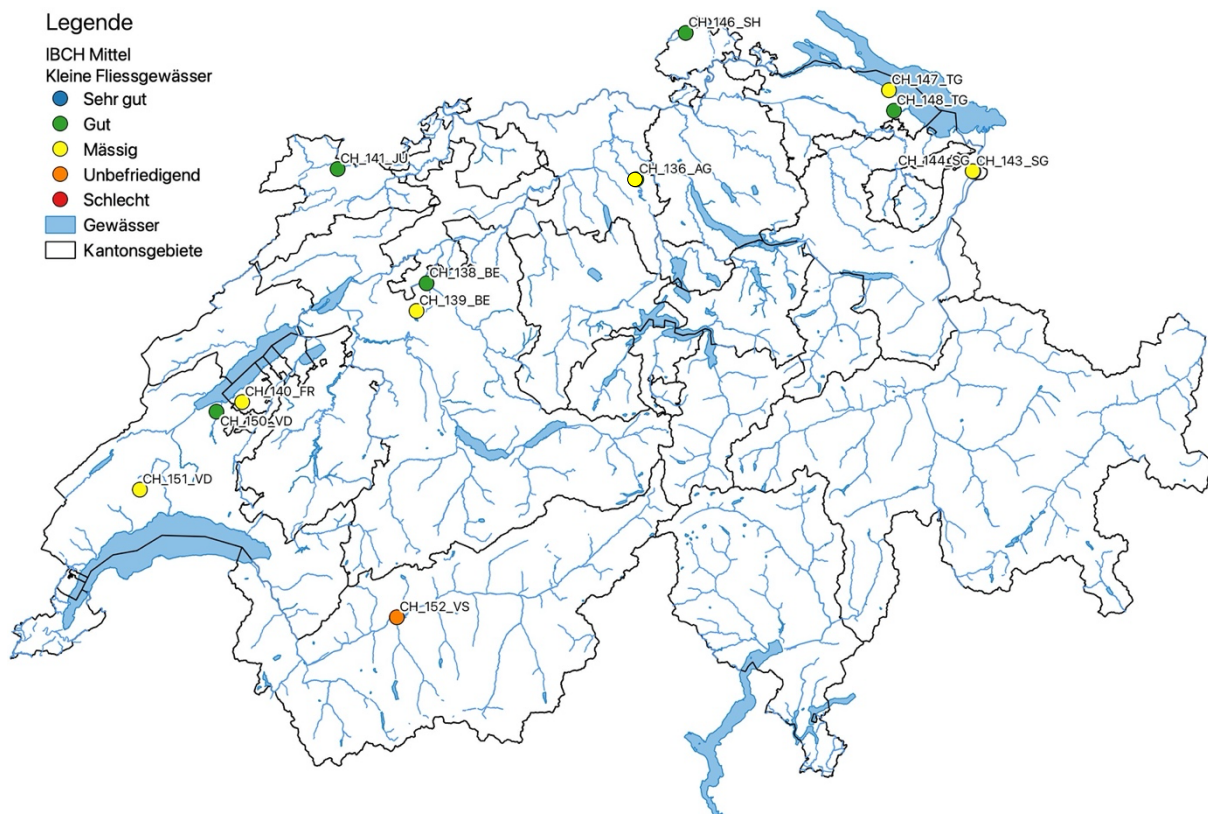 Legende
IBCH Mittel
Kleine Fliessgewässer
Sehr gut
Gut
Mässig
Unbefriedigend
Schlecht
Gewässer
Kantonsgebiete
CH_146_SH
CH_147_TG
CH_148_TG
CH_141_JU
CH_136_AG
CH_144_SG
CH_143_SG
CH_138_BE
CH_139_BE
CH_140_FR
CH_150_VD
CH_151_VD
CH_152_VS